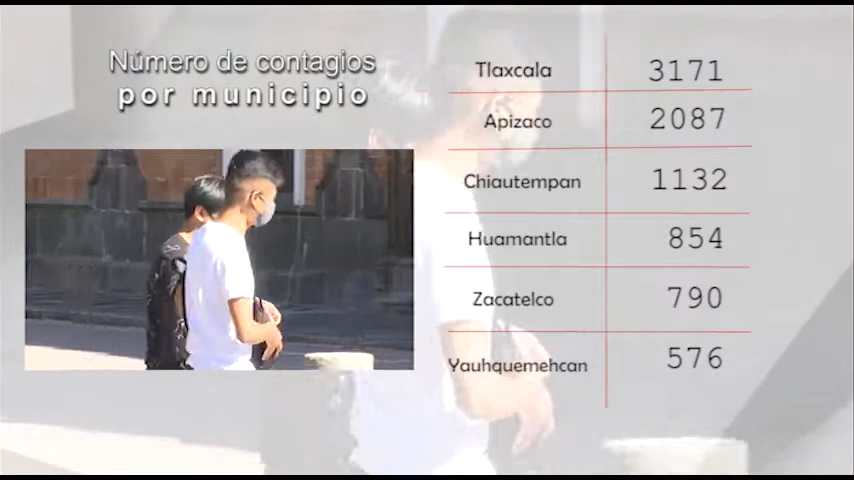 Número de contagios
por municipio
Tlaxcala 3171
Apizaco 2087
Chiautempan 1132
Huamantla 854
Zacatelco 790
Yauhquemehcan 576